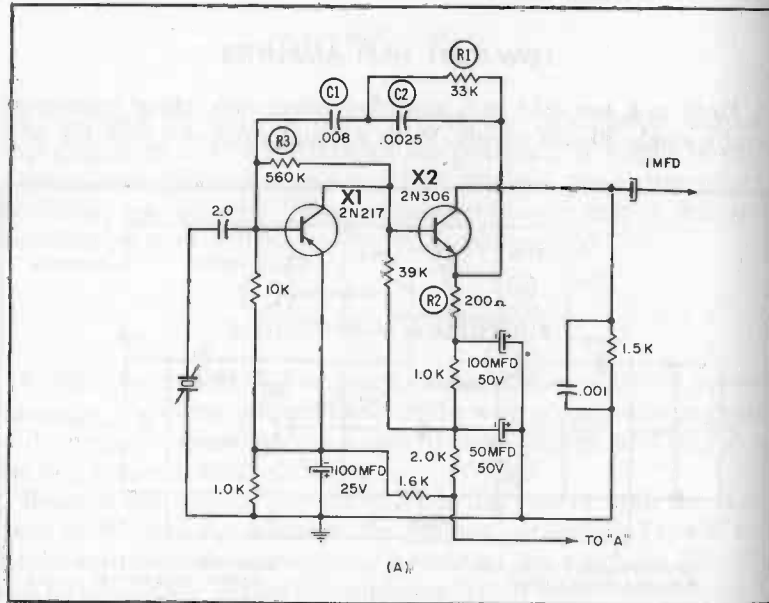 R1
33K
C1
C2
.008
.0025
R3
560K
X1
2N217
X2
2N306
1MFD
2.0
39K
10K
R2
200Ω
100MFD
50V
1.0K
1.5K
.001
50MFD
50V
2.0K
100MFD
25V
1.6K
1.0K
TO "A"
(A).